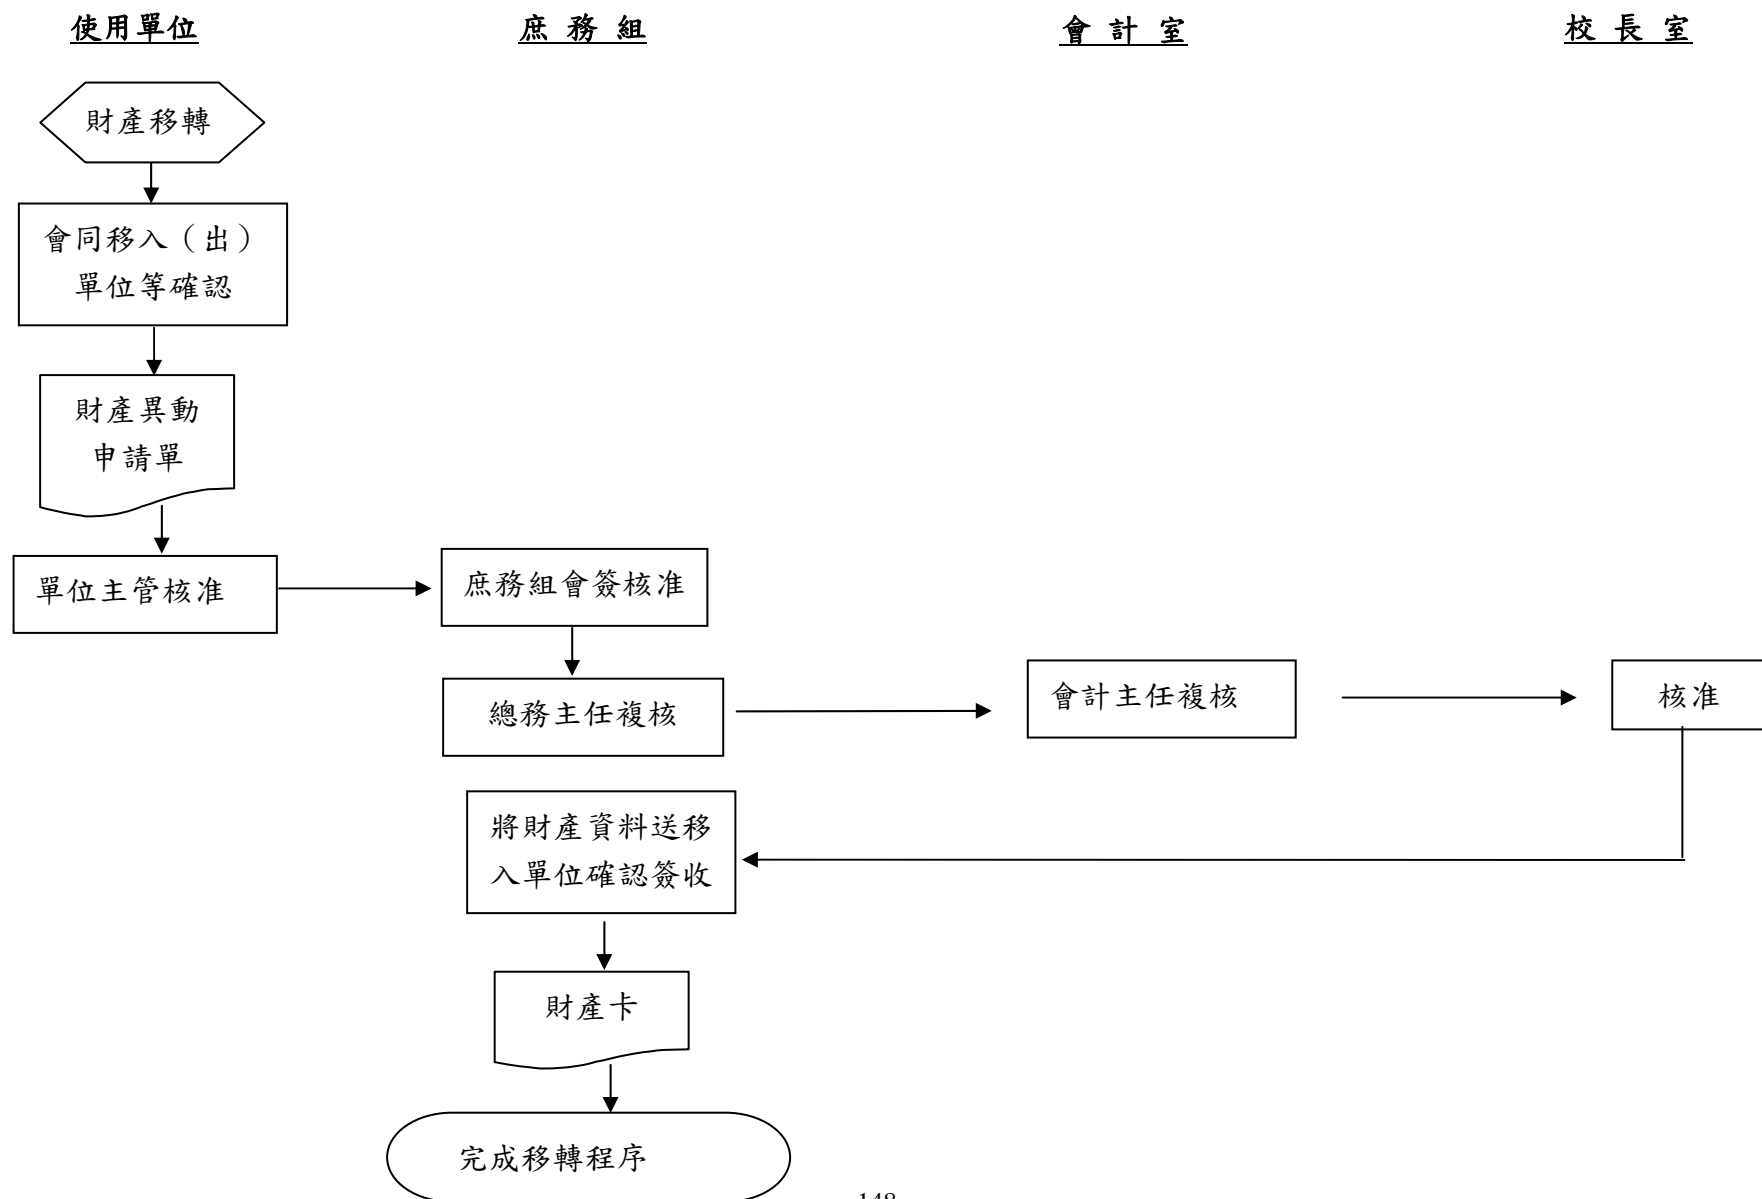 使用單位
庶 務 組
會 計 室
校 長 室
財產移轉
會同移入（出）
單位等確認
財產異動
申請單
單位主管核准
庶務組會簽核准
總務主任複核
會計主任複核
核准
將財產資料送移
入單位確認簽收
財產卡
完成移轉程序
148